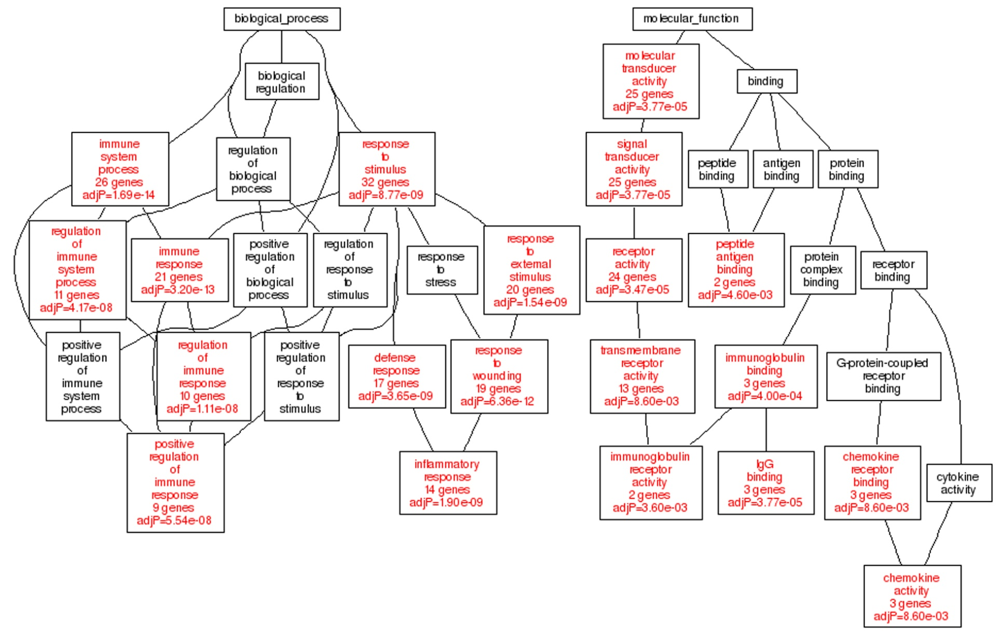 biological_process
molecular_function
biological
regulation
molecular
transducer
activity
25 genes
adjP=3.77e-05
binding
immune
system
process
26 genes
adjP=1.69e-14
regulation
of
biological
process
response
to
stimulus
32 genes
adjP=8.77e-09
signal
transducer
activity
25 genes
adjP=3.77e-05
peptide
binding
antigen
binding
protein
binding
regulation
of
immune
system
process
11 genes
adjP=4.17e-08
immune
response
21 genes
adjP=3.20e-13
positive
regulation
of
biological
process
regulation
of
response
to
stimulus
response
to
stress
response
to
external
stimulus
20 genes
adjP=1.54e-09
receptor
activity
24 genes
adjP=3.47e-05
peptide
antigen
binding
2 genes
adjP=4.60e-03
protein
complex
binding
receptor
binding
positive
regulation
of
immune
system
process
regulation
of
immune
response
10 genes
adjP=1.11e-08
positive
regulation
of
response
to
stimulus
defense
response
17 genes
adjP=3.65e-09
response
to
wounding
19 genes
adjP=6.36e-12
transmembrane
receptor
activity
13 genes
adjP=8.60e-03
immunoglobulin
binding
3 genes
adjP=4.00e-04
G-protein-coupled
receptor
binding
positive
regulation
of
immune
response
9 genes
adjP=5.54e-08
inflammatory
response
14 genes
adjP=1.90e-09
immunoglobulin
receptor
activity
2 genes
adjP=3.60e-03
IgG
binding
3 genes
adjP=3.77e-05
chemokine
receptor
binding
3 genes
adjP=8.60e-03
cytokine
activity
chemokine
activity
3 genes
adjP=8.60e-03